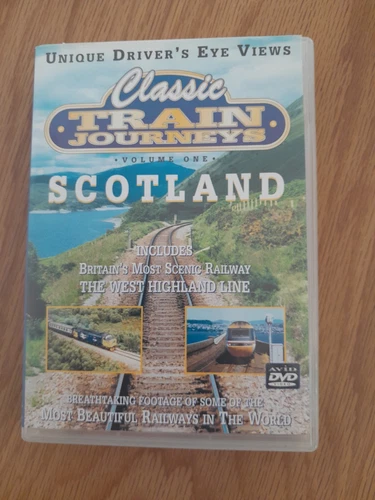 UNIQUE DRIVER'S EYE VIEWS
Classic
TRAIN
JOURNEYS
• VOLUME ONE •
SCOTLAND
INCLUDES
BRITAIN'S MOST SCENIC RAILWAY
THE WEST HIGHLAND LINE
AVID
DVD
BREATHTAKING FOOTAGE OF SOME OF THE
MOST BEAUTIFUL RAILWAYS IN THE WORLD